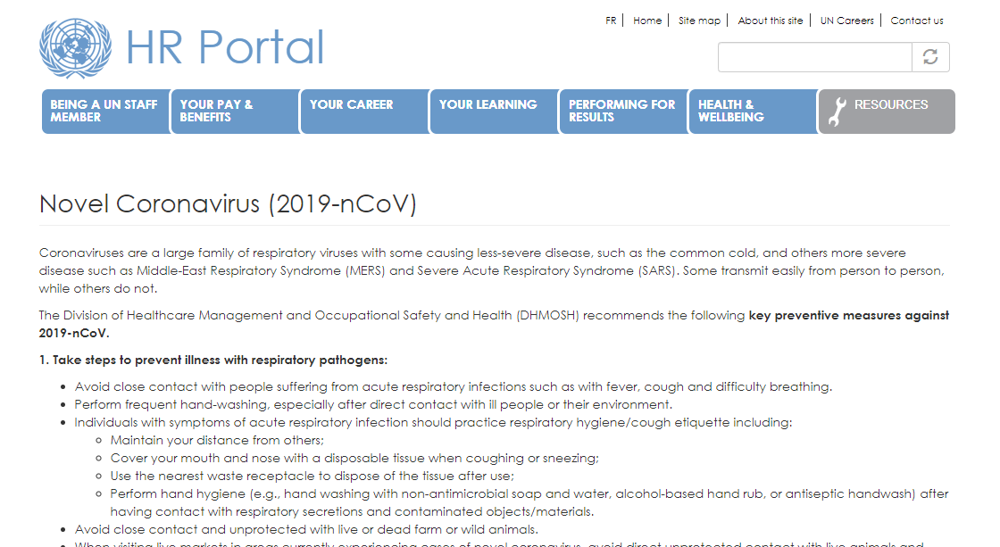 FR | Home | Site map | About this site | UN Careers | Contact us
HR Portal
BEING A UN STAFF
MEMBER
YOUR PAY &
BENEFITS
YOUR CAREER
YOUR LEARNING
PERFORMING FOR
RESULTS
HEALTH &
WELLBEING
RESOURCES
Novel Coronavirus (2019-nCoV)
Coronaviruses are a large family of respiratory viruses with some causing less-severe disease, such as the common cold, and others more severe
disease such as Middle-East Respiratory Syndrome (MERS) and Severe Acute Respiratory Syndrome (SARS). Some transmit easily from person to person,
while others do not.
The Division of Healthcare Management and Occupational Safety and Health (DHMOSH) recommends the following key preventive measures against
2019-nCoV.
1. Take steps to prevent illness with respiratory pathogens:
• Avoid close contact with people suffering from acute respiratory infections such as with fever, cough and difficulty breathing.
• Perform frequent hand-washing, especially after direct contact with ill people or their environment.
• Individuals with symptoms of acute respiratory infection should practice respiratory hygiene/cough etiquette including:
◦ Maintain your distance from others;
◦ Cover your mouth and nose with a disposable tissue when coughing or sneezing;
◦ Use the nearest waste receptacle to dispose of the tissue after use;
◦ Perform hand hygiene (e.g., hand washing with non-antimicrobial soap and water, alcohol-based hand rub, or antiseptic handwash) after
having contact with respiratory secretions and contaminated objects/materials.
• Avoid close contact and unprotected with live or dead farm or wild animals.
• When visiting live markets in areas currently experiencing cases of novel coronavirus, avoid direct unprotected contact with live animals and